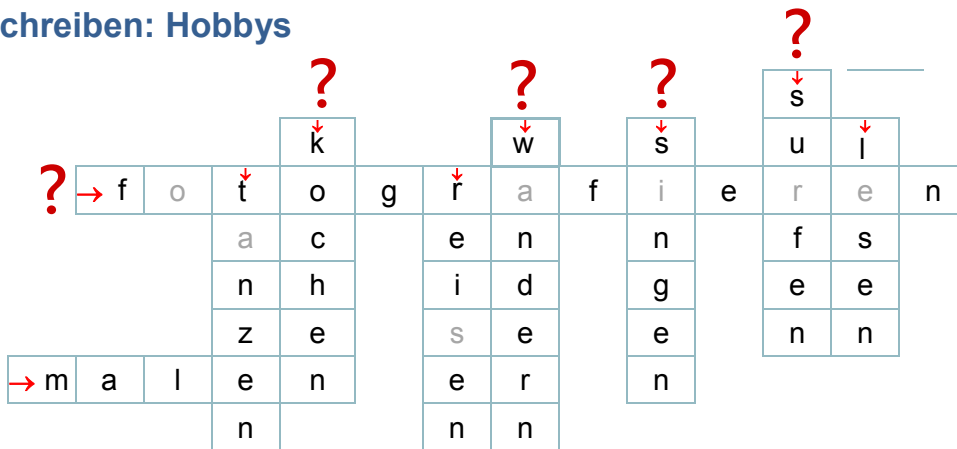 chreiben: Hobbys
?
? ? ?
s
k w s u l
? → f o t o g r a f i e r e n
a c e n n f s
n h i d g e e
z e s e e n n
→ m a l e n e r n
n n n